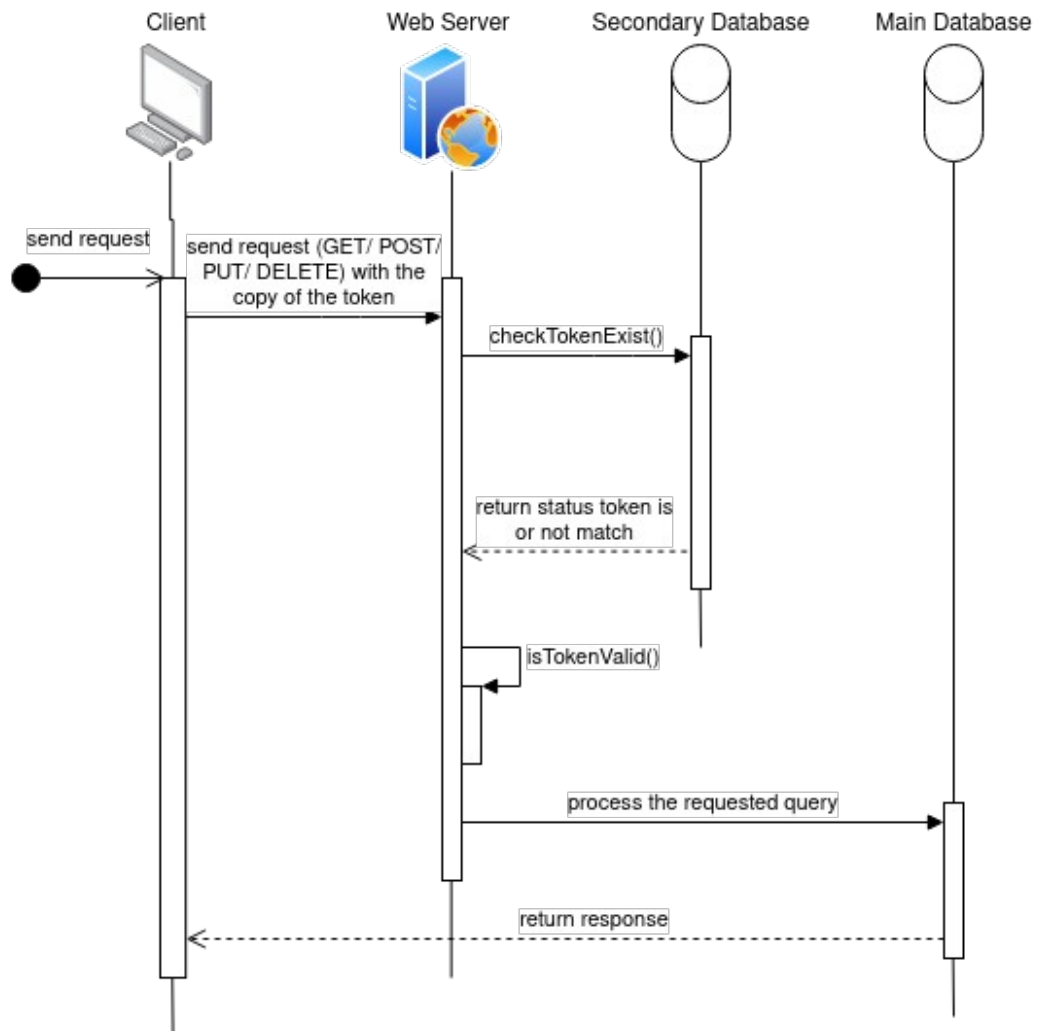 Client
Web Server
Secondary Database
Main Database
send request
send request (GET/ POST/
PUT/ DELETE) with the
copy of the token
checkTokenExist()
return status token is
or not match
isTokenValid()
process the requested query
return response